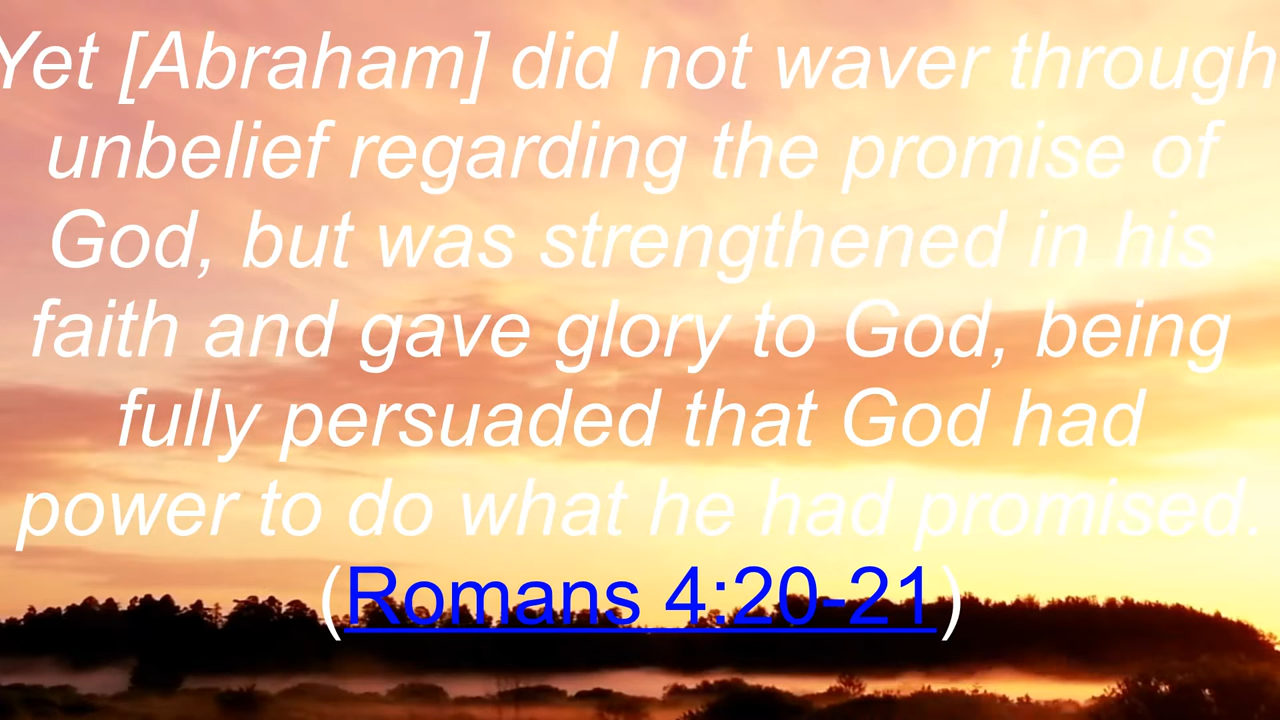 Yet [Abraham] did not waver through
unbelief regarding the promise of
God, but was strengthened in his
faith and gave glory to God, being
fully persuaded that God had
power to do what he had promised.
(Romans 4:20-21)